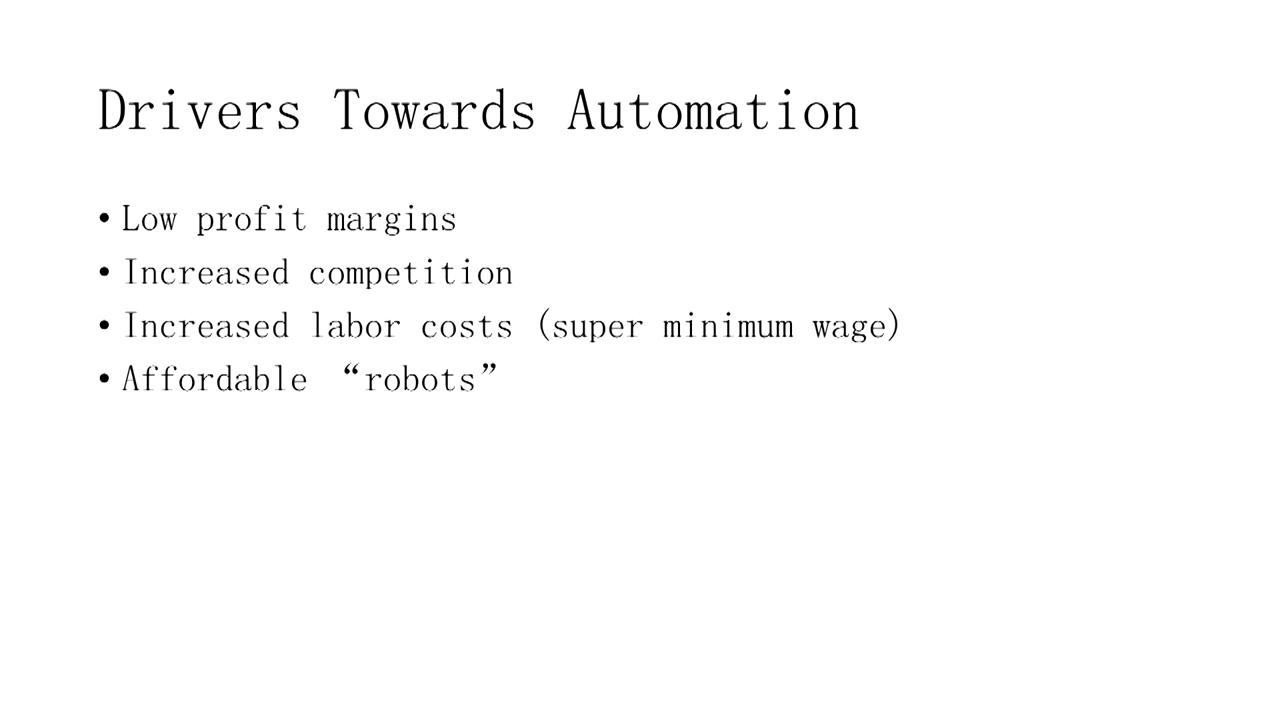 Drivers Towards Automation
• Low profit margins
• Increased competition
• Increased labor costs (super minimum wage)
• Affordable “robots”